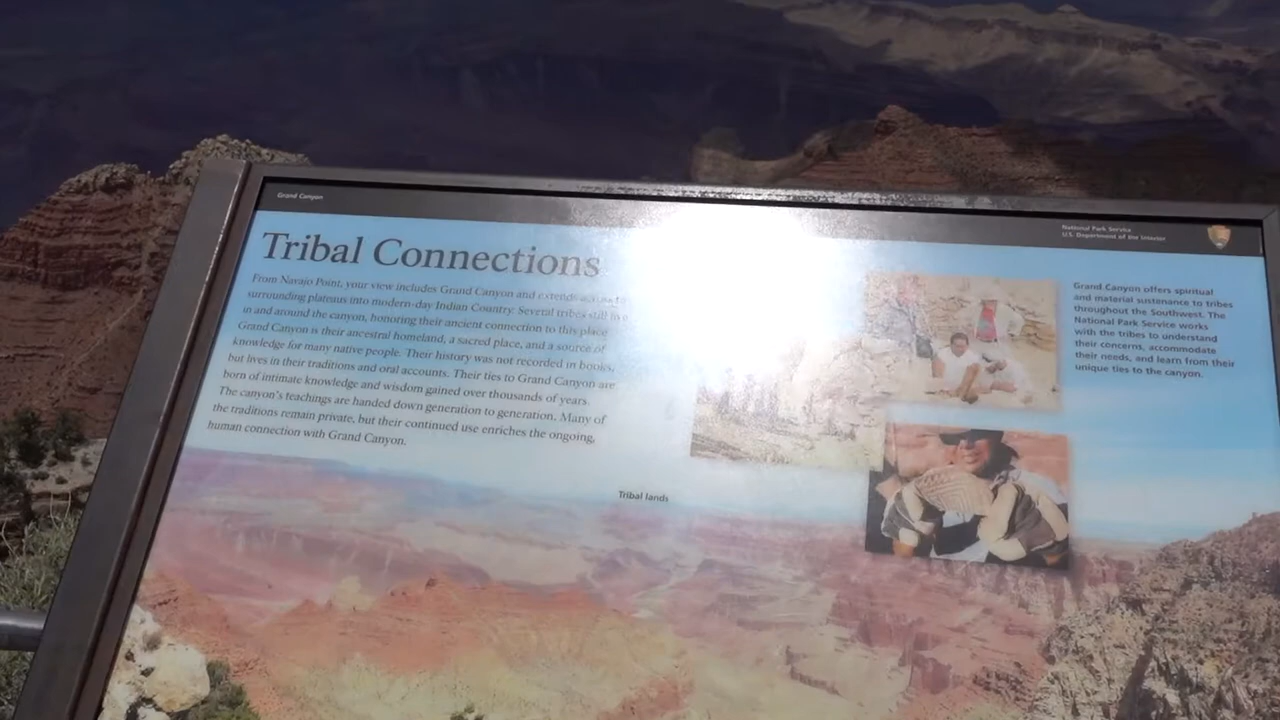 Grand Canyon
National Park Service
U.S. Department of the Interior
Tribal Connections
From Navajo Point, your view includes Grand Canyon and extends
surrounding plateaus into modern-day Indian Country. Several tribes still
in and around the canyon, honoring their ancient connection to this place.
Grand Canyon is their ancestral homeland, a sacred place, and a source of
knowledge for many native people. Their history was not recorded in books,
but lives in their traditions and oral accounts. Their ties to Grand Canyon are
born of intimate knowledge and wisdom gained over thousands of years.
The canyon's teachings are handed down generation to generation. Many of
the traditions remain private, but their continued use enriches the ongoing,
human connection with Grand Canyon.
Grand Canyon offers spiritual
and material sustenance to tribes
throughout the Southwest. The
National Park Service works
with the tribes to understand
their concerns, accommodate
their needs, and learn from their
unique ties to the canyon.
Tribal lands